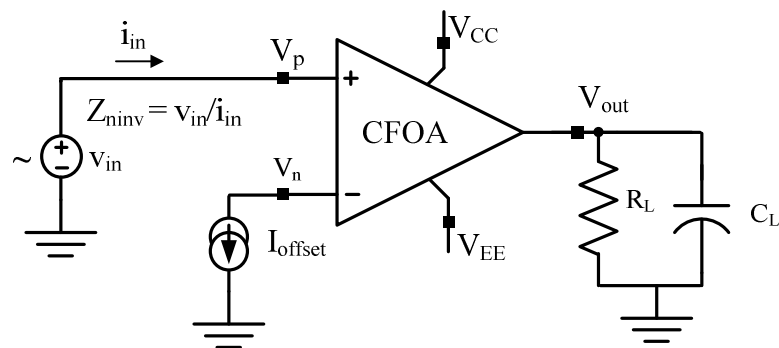 i_in
V_p
V_CC
Z_ninv = v_in/i_in
+
CFOA
V_out
~
+
−
v_in
V_n
−
R_L
C_L
I_offset
V_EE